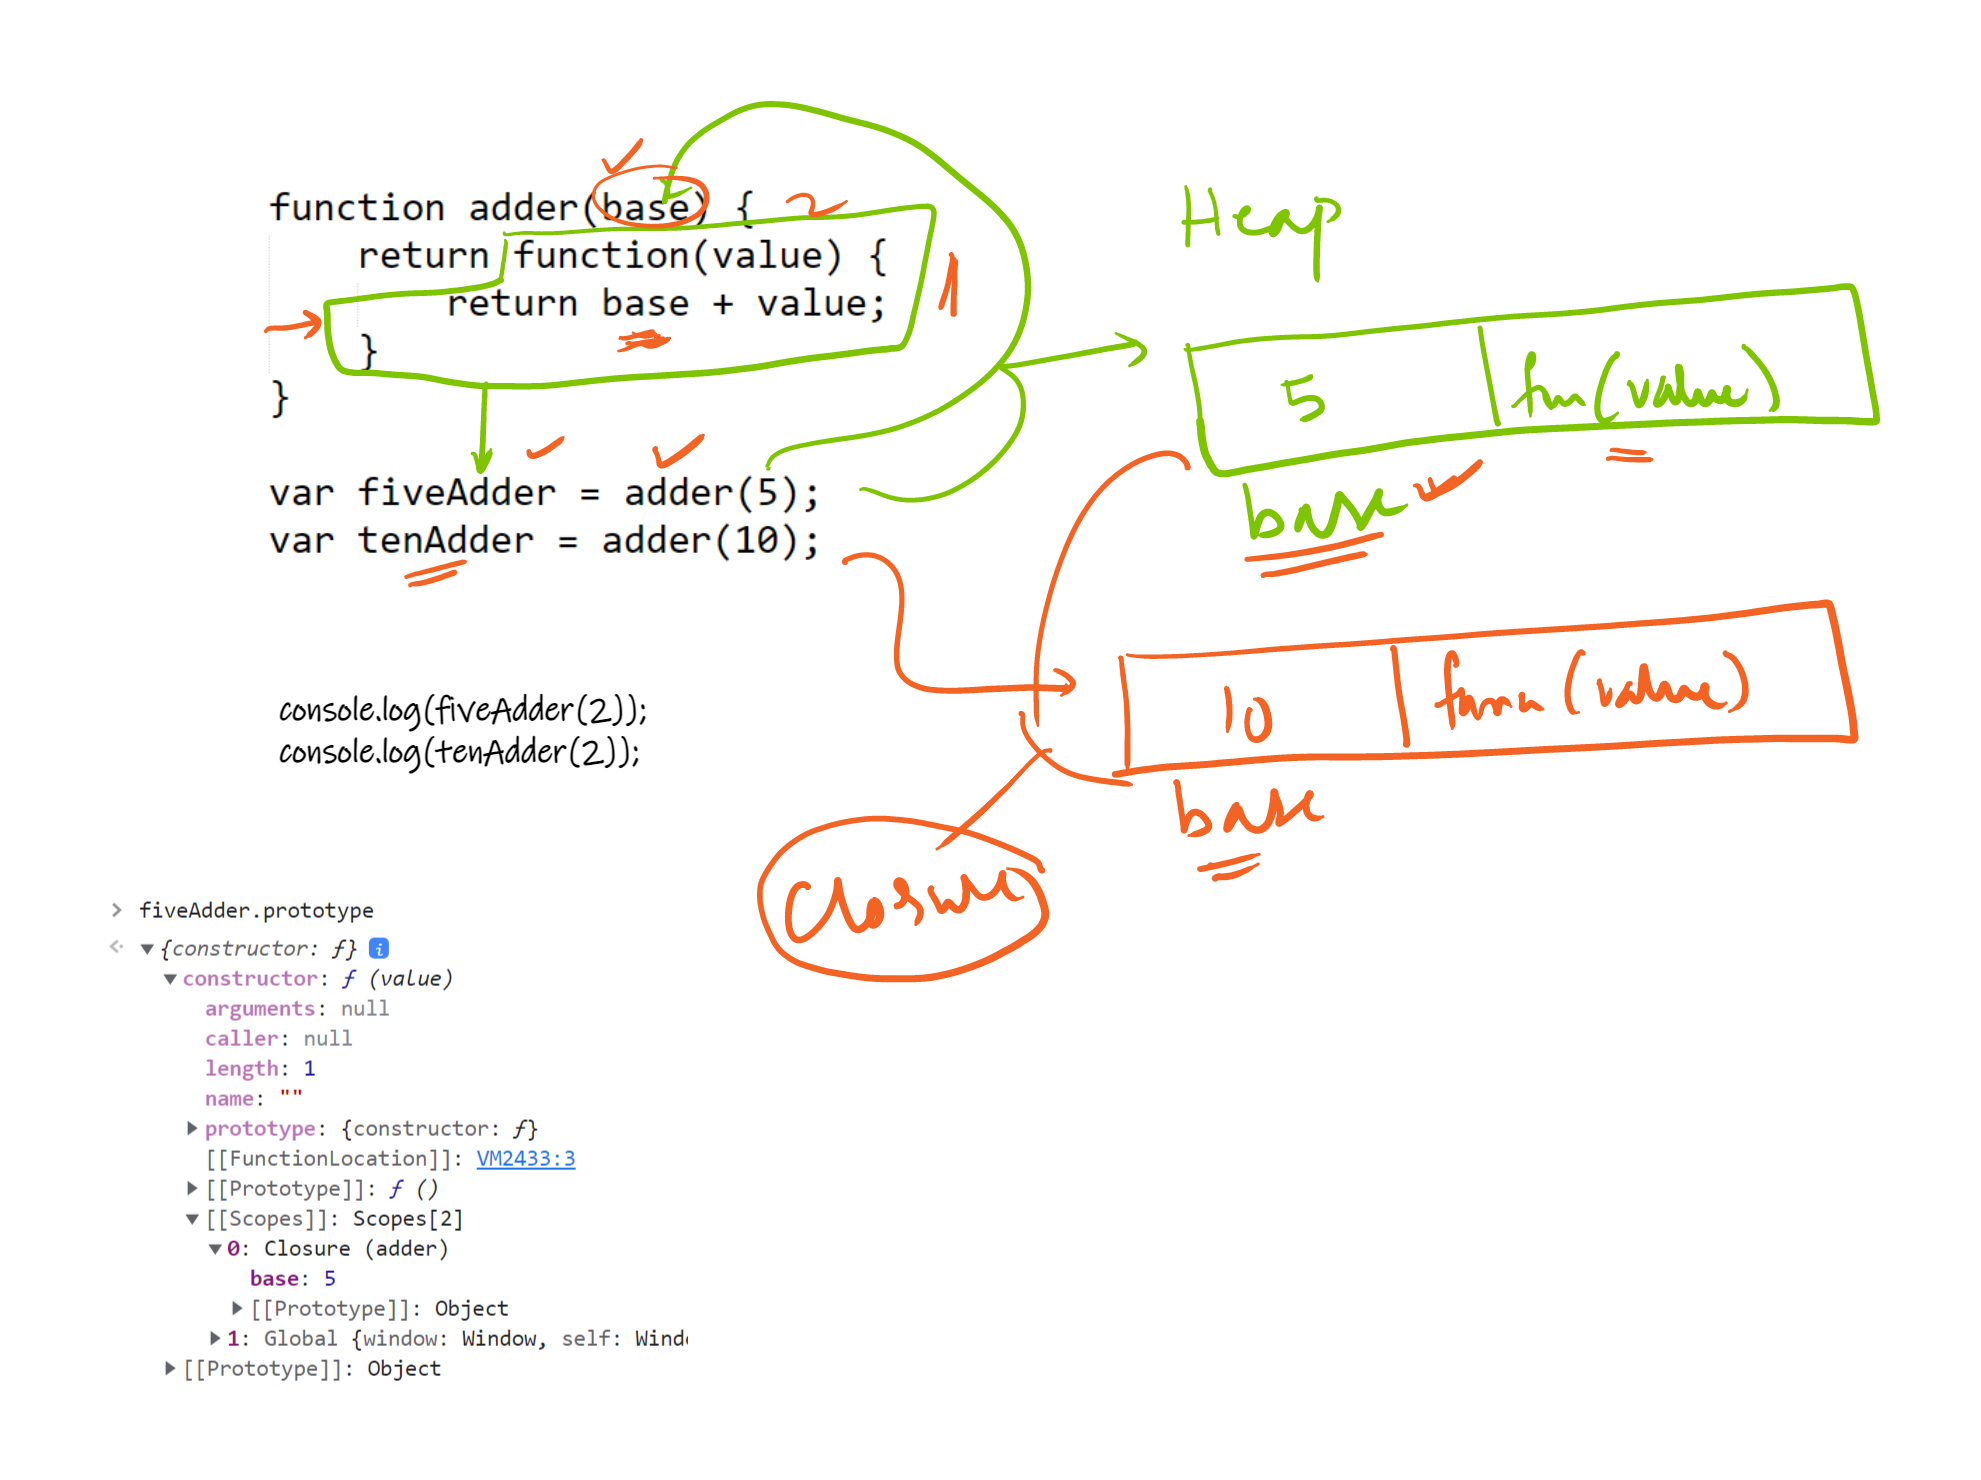 function adder(base) { 2
return function(value) {
return base + value;
}
}
1
var fiveAdder = adder(5);
var tenAdder = adder(10);
console.log(fiveAdder(2));
console.log(tenAdder(2));
Heap
5 fun(value)
base
10 (value)
base
Closure
> fiveAdder.prototype
{constructor: ƒ} i
constructor: ƒ (value)
arguments: null
caller: null
length: 1
name: ""
prototype: {constructor: ƒ}
[[FunctionLocation]]: VM2433:3
[[Prototype]]: ƒ ()
[[Scopes]]: Scopes[2]
0: Closure (adder)
base: 5
[[Prototype]]: Object
1: Global {window: Window, self: Wind
[[Prototype]]: Object